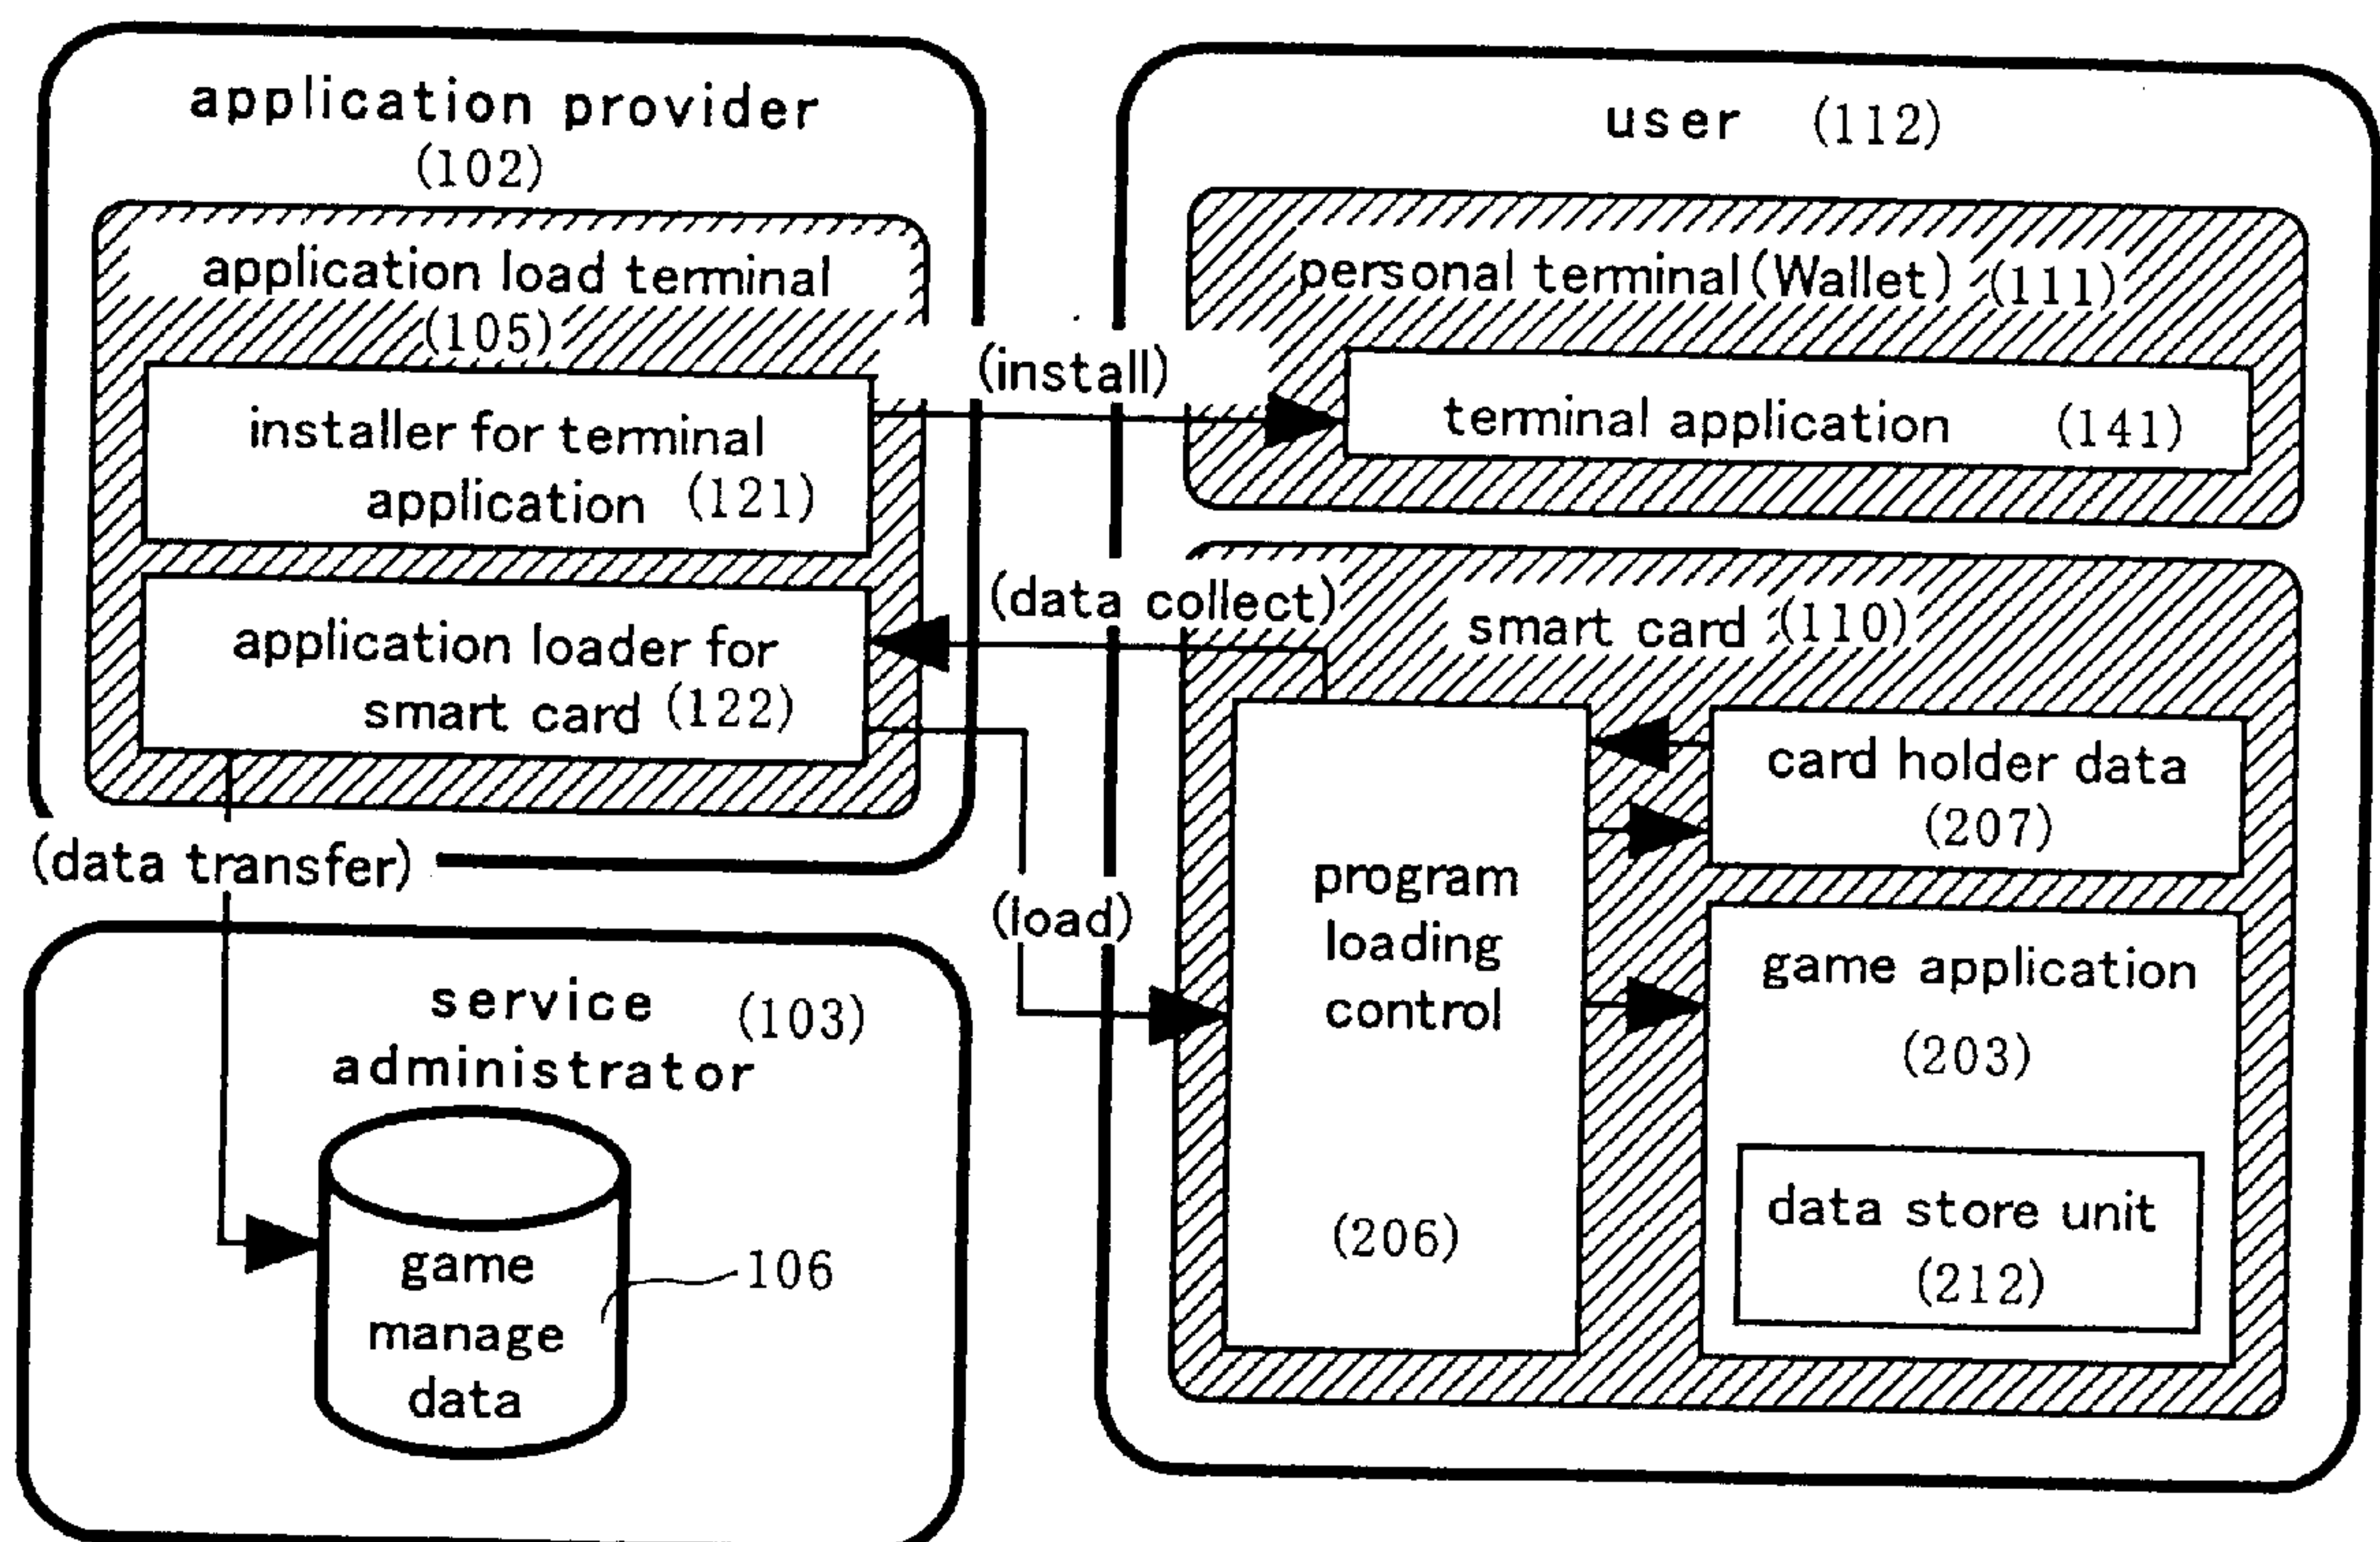 application provider
(102)
application load terminal
(105)
installer for terminal
application (121)
application loader for
smart card (122)
(data transfer)
service (103)
administrator
game
manage
data
106
(install)
(data collect)
(load)
user (112)
personal terminal(Wallet) (111)
terminal application (141)
smart card (110)
program
loading
control
(206)
card holder data
(207)
game application
(203)
data store unit
(212)